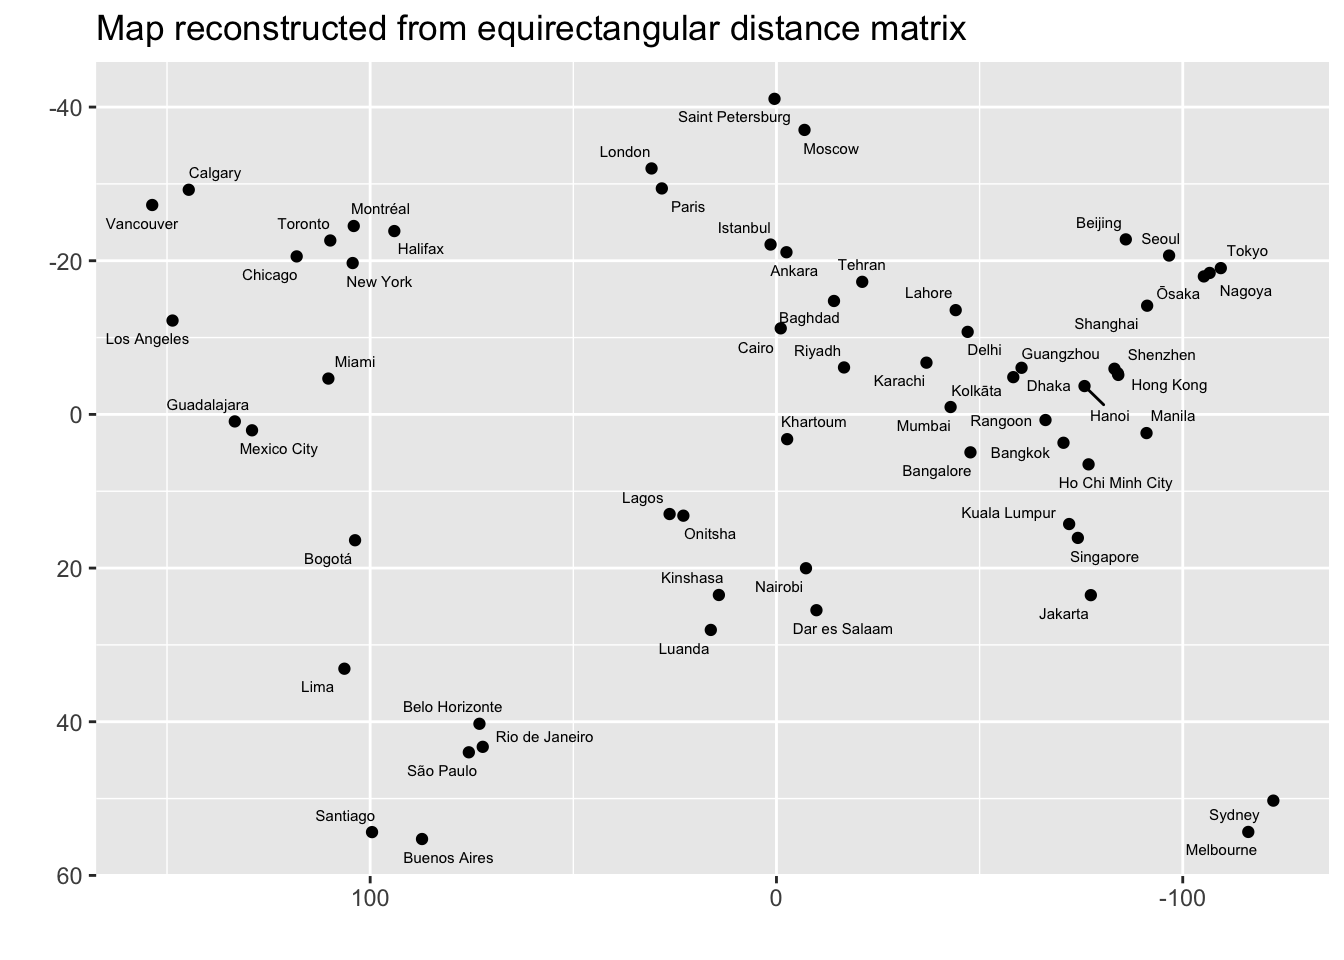 Map reconstructed from equirectangular distance matrix
-40
Saint Petersburg
Moscow
London
Calgary
Paris
Montréal
Vancouver
Toronto
Beijing
Istanbul
Seoul
Halifax
-20
Tokyo
Tehran
Ankara
Chicago
New York
Nagoya
Lahore
Ōsaka
Baghdad
Shanghai
Los Angeles
Cairo
Riyadh
Delhi
Guangzhou
Shenzhen
Miami
Karachi
Dhaka
Hong Kong
Kolkāta
Guadalajara
0
Hanoi
Manila
Khartoum
Rangoon
Mumbai
Mexico City
Bangkok
Bangalore
Ho Chi Minh City
Lagos
Kuala Lumpur
Onitsha
Bogotá
Singapore
20
Kinshasa
Nairobi
Jakarta
Dar es Salaam
Luanda
Lima
Belo Horizonte
40
Rio de Janeiro
São Paulo
Santiago
Sydney
Melbourne
Buenos Aires
60
100
0
-100